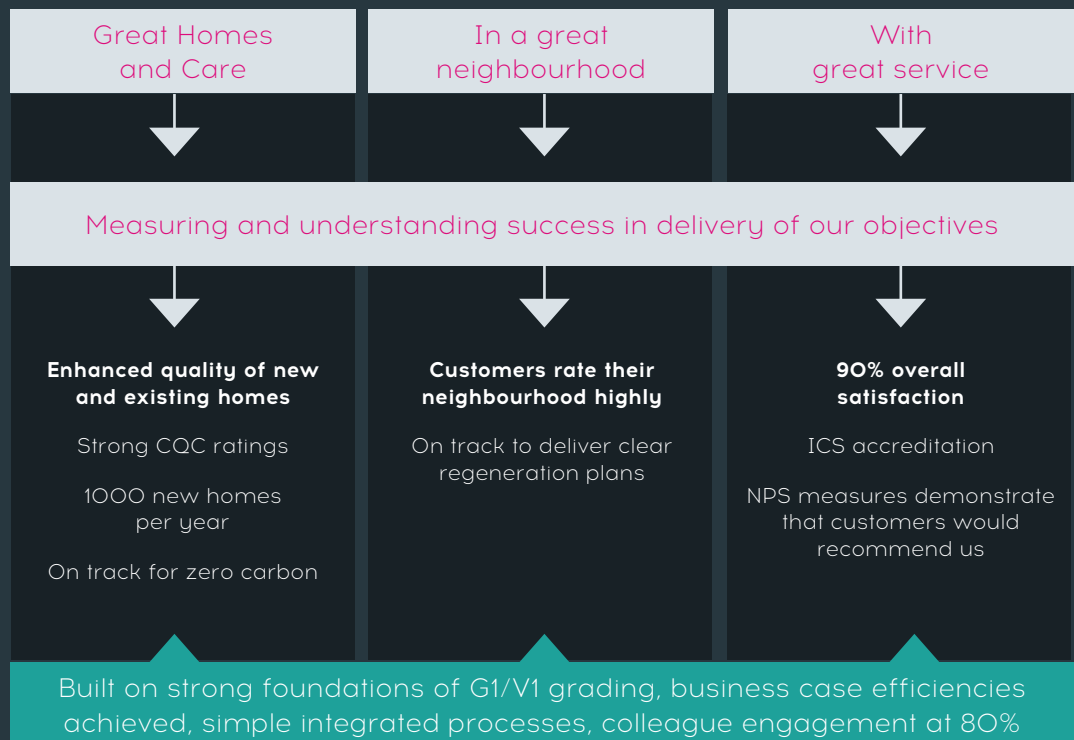 Great Homes
and Care
In a great
neighbourhood
With
great service
Measuring and understanding success in delivery of our objectives
Enhanced quality of new
and existing homes
Strong CQC ratings
1000 new homes
per year
On track for zero carbon
Customers rate their
neighbourhood highly
On track to deliver clear
regeneration plans
90% overall
satisfaction
ICS accreditation
NPS measures demonstrate
that customers would
recommend us
Built on strong foundations of G1/V1 grading, business case efficiencies
achieved, simple integrated processes, colleague engagement at 80%